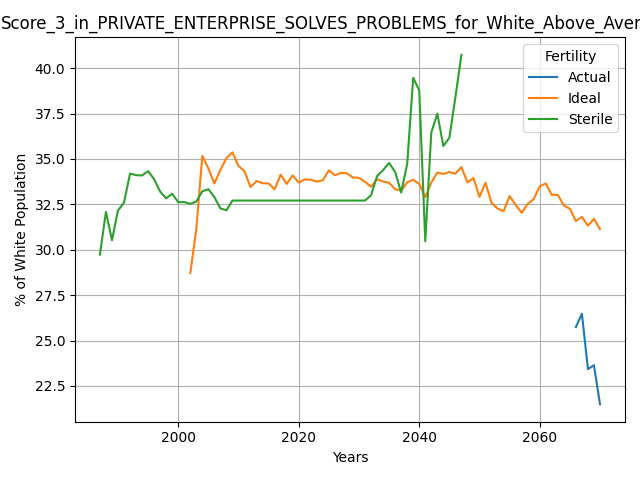 Score_3_in_PRIVATE_ENTERPRISE_SOLVES_PROBLEMS_for_White_Above_Aver
Fertility
Actual
Ideal
Sterile
40.0
37.5
35.0
32.5
30.0
27.5
25.0
22.5
% of White Population
2000
2020
2040
2060
Years